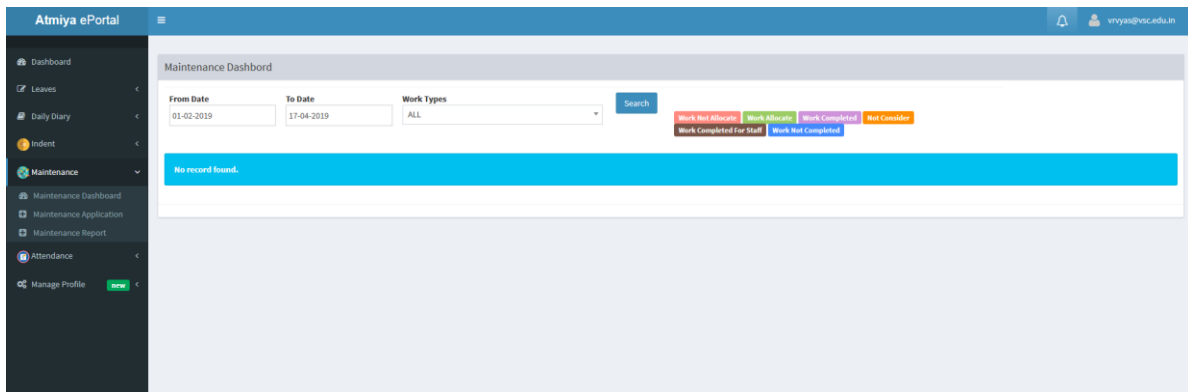 Atmiya ePortal
vrvyas@vsc.edu.in
Dashboard
Leaves
Daily Diary
Indent
Maintenance
Maintenance Dashboard
Maintenance Application
Maintenance Report
Attendance
Manage Profile new
Maintenance Dashbord
From Date To Date Work Types
01-02-2019 17-04-2019 ALL Search
Work Not Allocate Work Allocate Work Completed Not Consider
Work Completed For Staff Work Not Completed
No record found.